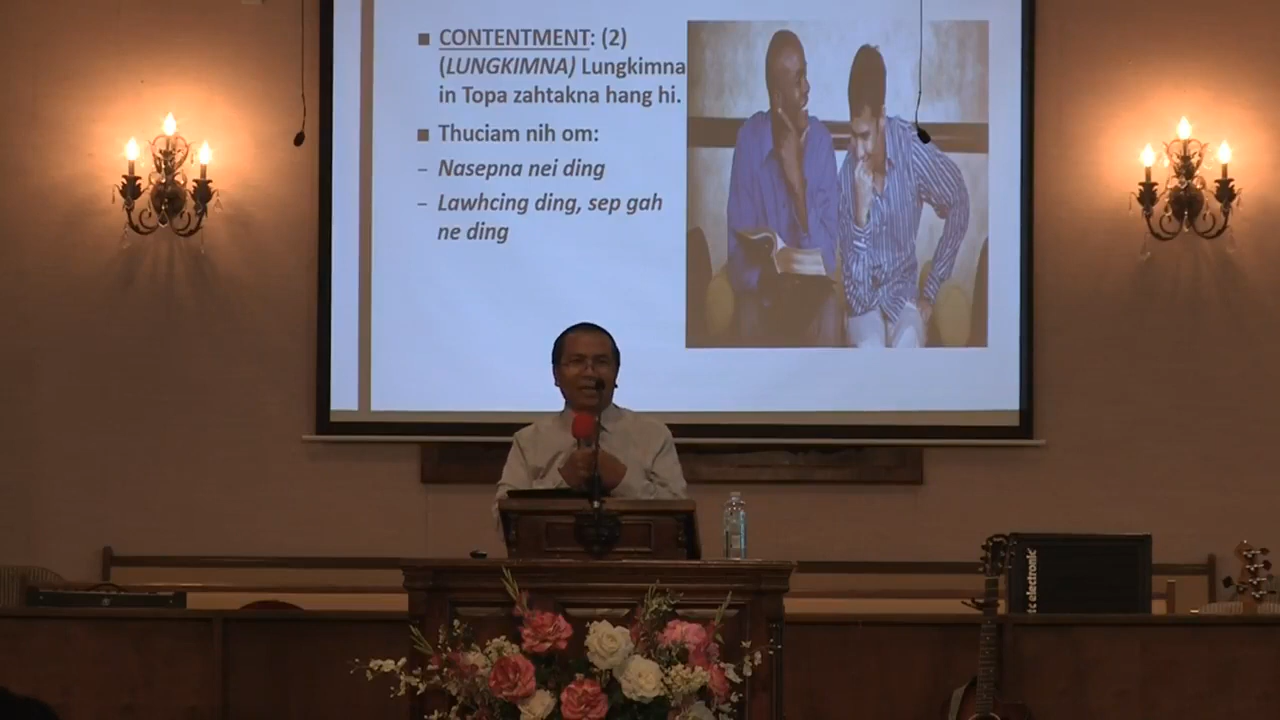 ■ CONTENTMENT: (2)
(LUNGKIMNA) Lungkimna
in Topa zahtakna hang hi.
■ Thuciam nih om:
– Nasepna nei ding
– Lawhcing ding, sep gah
ne ding
tc electronic